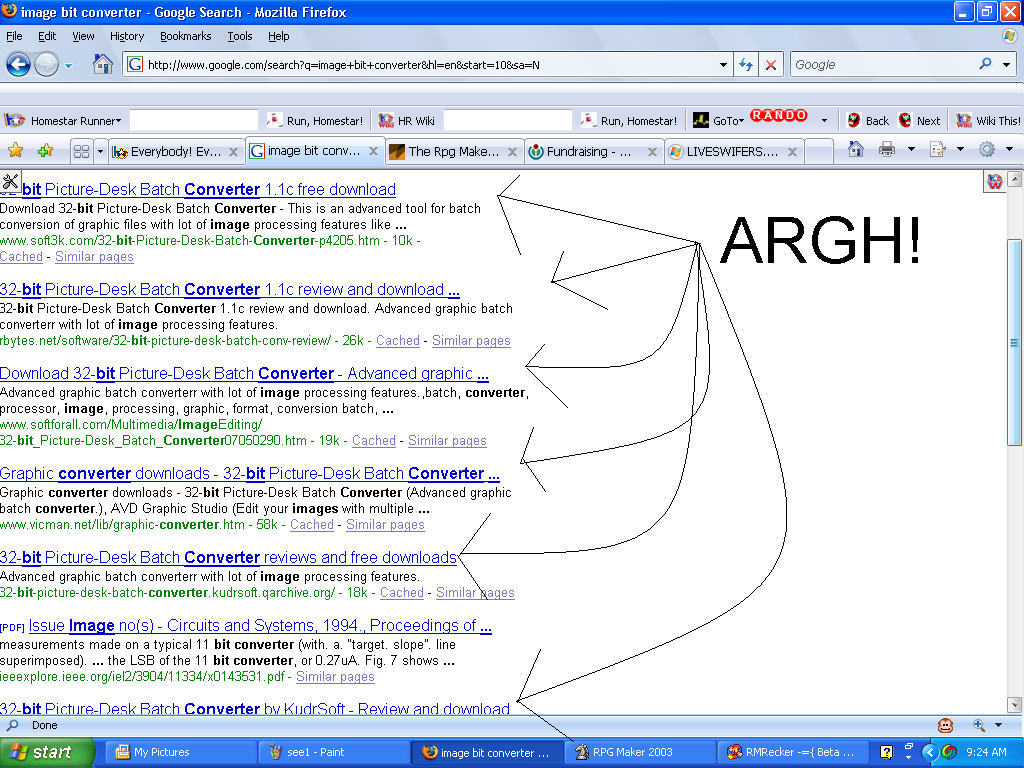 image bit converter - Google Search - Mozilla Firefox
File Edit View History Bookmarks Tools Help
http://www.google.com/search?q=image+bit+converter&hl=en&start=10&sa=N Google
Homestar Runner Run, Homestar! HR Wiki Run, Homestar! GoTo RANDO Back Next Wiki This!
Everybody! Ev... image bit conv... The Rpg Make... Fundraising - ... LIVESWIFERS....
32-bit Picture-Desk Batch Converter 1.1c free download
Download 32-bit Picture-Desk Batch Converter - This is an advanced tool for batch
conversion of graphic files with lot of image processing features like ...
www.soft3k.com/32-bit-Picture-Desk-Batch-Converter-p4205.htm - 10k -
Cached - Similar pages
ARGH!
32-bit Picture-Desk Batch Converter 1.1c review and download ...
32-bit Picture-Desk Batch Converter 1.1c review and download. Advanced graphic batch
converterr with lot of image processing features.
rbytes.net/software/32-bit-picture-desk-batch-conv-review/ - 26k - Cached - Similar pages
Download 32-bit Picture-Desk Batch Converter - Advanced graphic ...
Advanced graphic batch converterr with lot of image processing features.,batch, converter,
processor, image, processing, graphic, format, conversion batch, ...
www.softforall.com/Multimedia/ImageEditing/
32-bit_Picture-Desk_Batch_Converter07050290.htm - 19k - Cached - Similar pages
Graphic converter downloads - 32-bit Picture-Desk Batch Converter ...
Graphic converter downloads - 32-bit Picture-Desk Batch Converter (Advanced graphic
batch converter.), AVD Graphic Studio (Edit your images with multiple ...
www.vicman.net/lib/graphic-converter.htm - 58k - Cached - Similar pages
32-bit Picture-Desk Batch Converter reviews and free downloads
Advanced graphic batch converterr with lot of image processing features.
32-bit-picture-desk-batch-converter.kudrsoft.qarchive.org/ - 18k - Cached - Similar pages
[PDF] Issue Image no(s) - Circuits and Systems, 1994., Proceedings of ...
measurements made on a typical 11 bit converter (with. a. "target. slope". line
superimposed). ... the LSB of the 11 bit converter, or 0.27uA. Fig. 7 shows ...
ieeexplore.ieee.org/iel2/3904/11334/x0143531.pdf - Similar pages
32-bit Picture-Desk Batch Converter by KudrSoft - Review and download
Done
start My Pictures see1 - Paint image bit converter ... RPG Maker 2003 RMRecker -={ Beta ... 9:24 AM